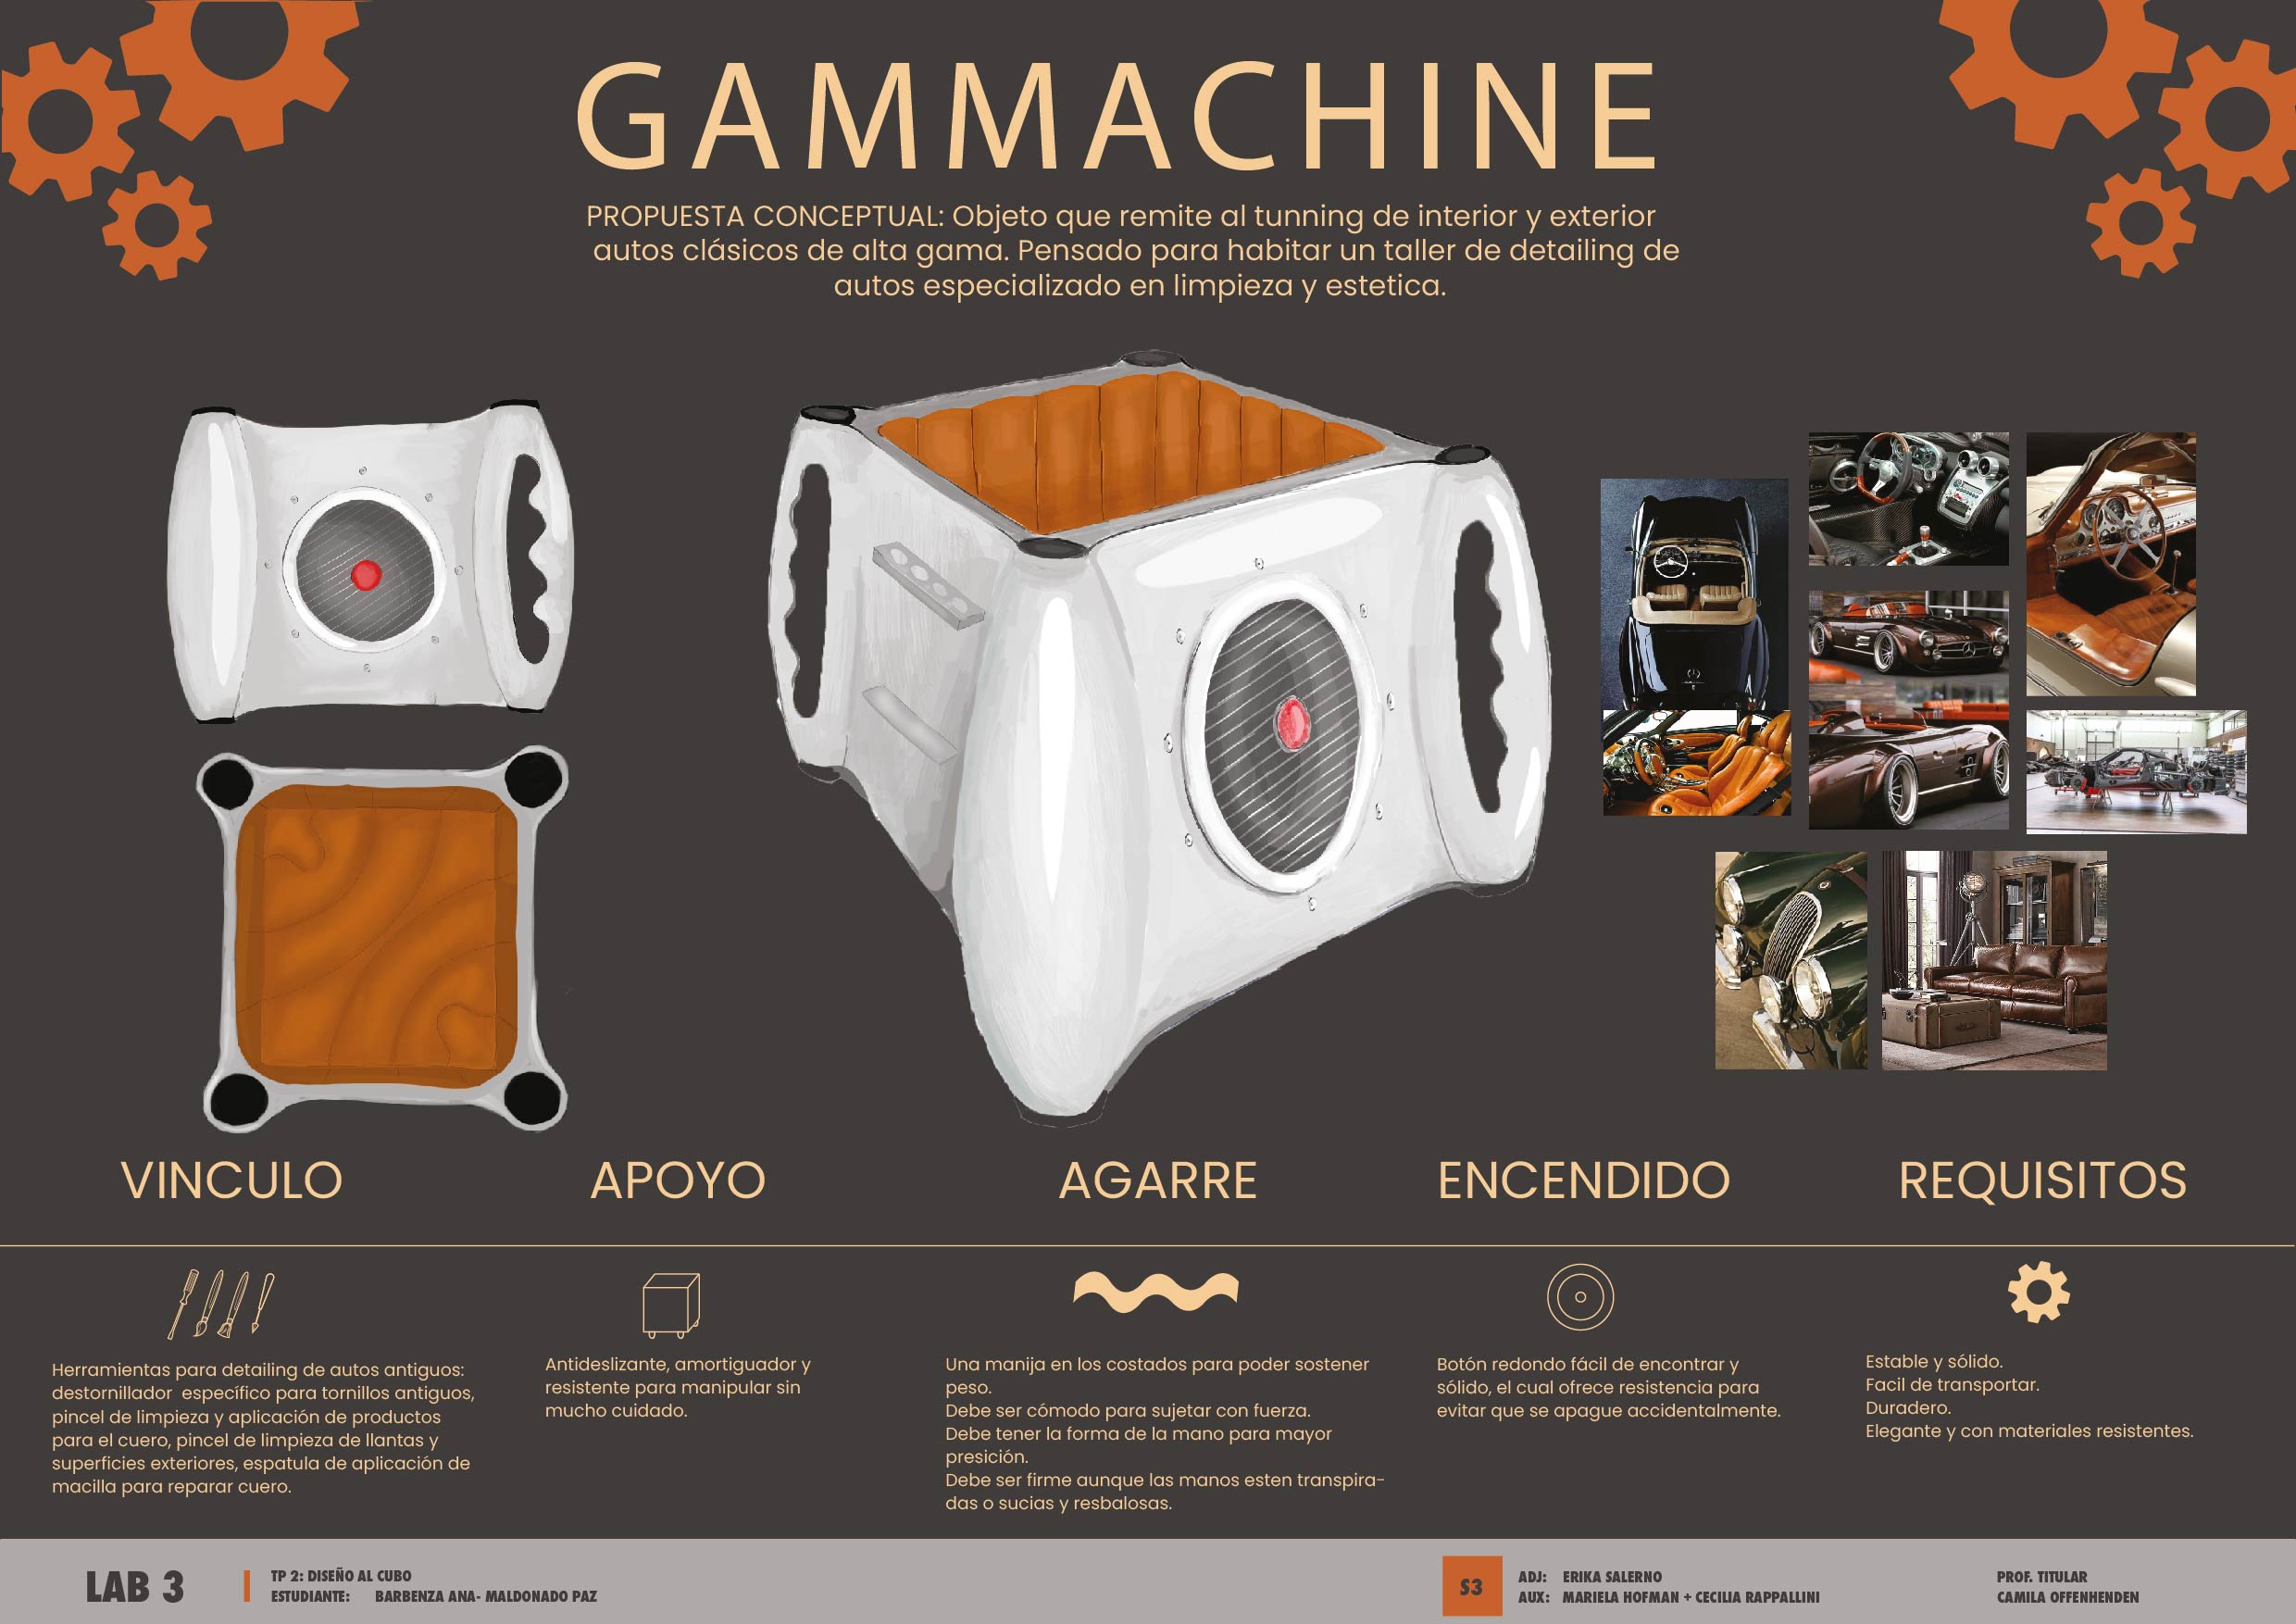 GAMMACHINE
PROPUESTA CONCEPTUAL: Objeto que remite al tunning de interior y exterior
autos clásicos de alta gama. Pensado para habitar un taller de detailing de
autos especializado en limpieza y estetica.
VINCULO
APOYO
AGARRE
ENCENDIDO
REQUISITOS
Herramientas para detailing de autos antiguos:
destornillador específico para tornillos antiguos,
pincel de limpieza y aplicación de productos
para el cuero, pincel de limpieza de llantas y
superficies exteriores, espatula de aplicación de
macilla para reparar cuero.
Antideslizante, amortiguador y
resistente para manipular sin
mucho cuidado.
Una manija en los costados para poder sostener
peso.
Debe ser cómodo para sujetar con fuerza.
Debe tener la forma de la mano para mayor
presición.
Debe ser firme aunque las manos esten transpira-
das o sucias y resbalosas.
Botón redondo fácil de encontrar y
sólido, el cual ofrece resistencia para
evitar que se apague accidentalmente.
Estable y sólido.
Facil de transportar.
Duradero.
Elegante y con materiales resistentes.
LAB 3
TP 2: DISEÑO AL CUBO
ESTUDIANTE: BARBENZA ANA- MALDONADO PAZ
S3
ADJ: ERIKA SALERNO
AUX: MARIELA HOFMAN + CECILIA RAPPALLINI
PROF. TITULAR
CAMILA OFFENHENDEN